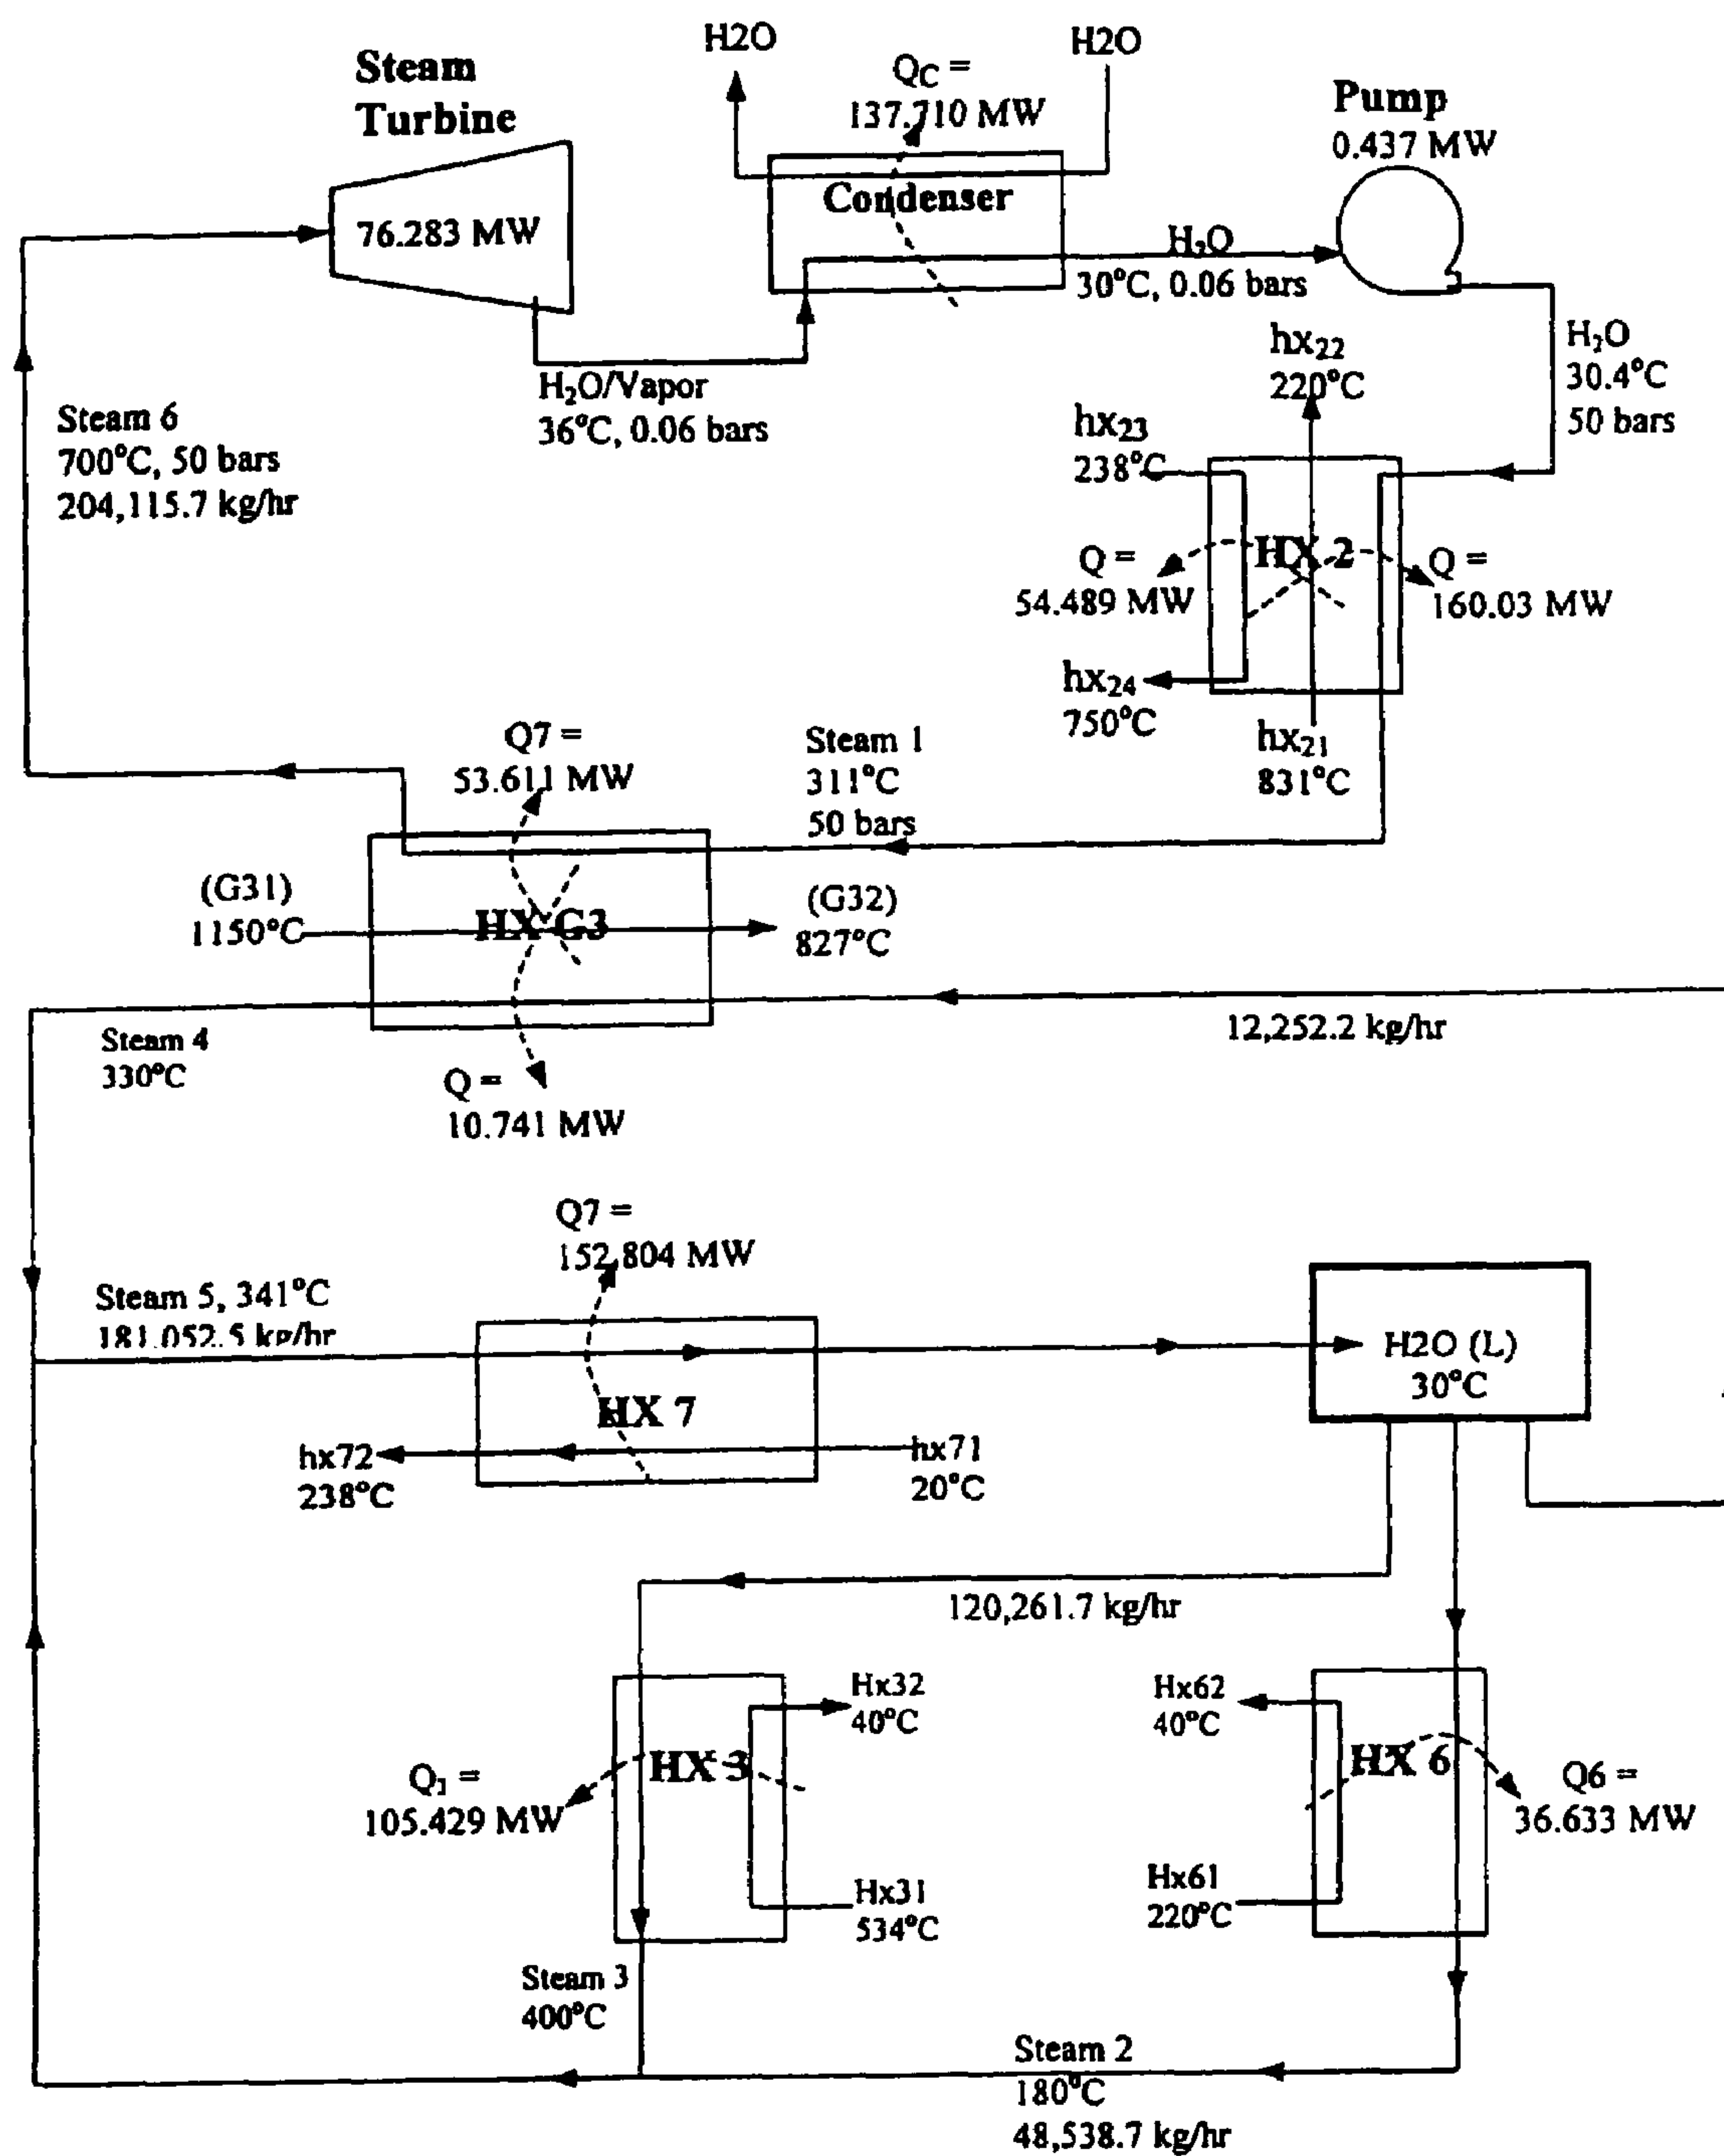 H2O
H2O
Steam
Turbine
QC =
137.710 MW
Pump
0.437 MW
Condenser
76.283 MW
H₂O
30°C, 0.06 bars
H₂O/Vapor
36°C, 0.06 bars
H₂O
30.4°C
50 bars
hx₂₂
220°C
hx₂₃
238°C
Steam 6
700°C, 50 bars
204,115.7 kg/hr
HX 2
Q =
54.489 MW
Q =
160.03 MW
hx₂₄
750°C
hx₂₁
831°C
Q7 =
53.611 MW
Steam 1
311°C
50 bars
(G31)
1150°C
HX G3
(G32)
827°C
Steam 4
330°C
12,252.2 kg/hr
Q =
10.741 MW
Q7 =
152.804 MW
Steam 5, 341°C
181,052.5 kg/hr
H2O (L)
30°C
HX 7
hx72
238°C
hx71
20°C
120,261.7 kg/hr
Hx32
40°C
Hx62
40°C
HX 3
HX 6
Q₃ =
105.429 MW
Q6 =
36.633 MW
Hx31
534°C
Hx61
220°C
Steam 3
400°C
Steam 2
180°C
48,538.7 kg/hr